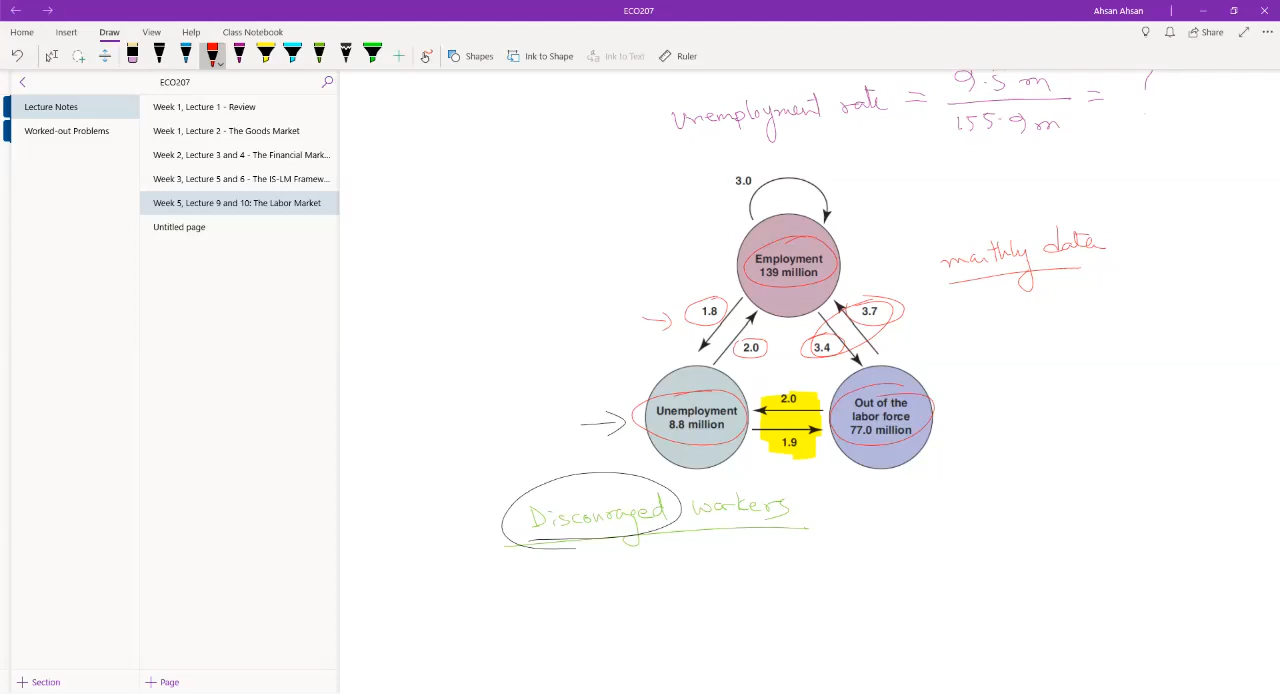 ECO207
Ahsan Ahsan
Home Insert Draw View Help Class Notebook
Share
Shapes Ink to Shape Ink to Text Ruler
ECO207
Lecture Notes
Worked-out Problems
Week 1, Lecture 1 - Review
Week 1, Lecture 2 - The Goods Market
Week 2, Lecture 3 and 4 - The Financial Mark...
Week 3, Lecture 5 and 6 - The IS-LM Framew...
Week 5, Lecture 9 and 10: The Labor Market
Untitled page
Unemployment rate = 9.5 m / 155.9 m =
3.0
Employment
139 million
monthly data
1.8
3.7
2.0
3.4
Unemployment
8.8 million
2.0
1.9
Out of the
labor force
77.0 million
Discouraged workers
+ Section
+ Page